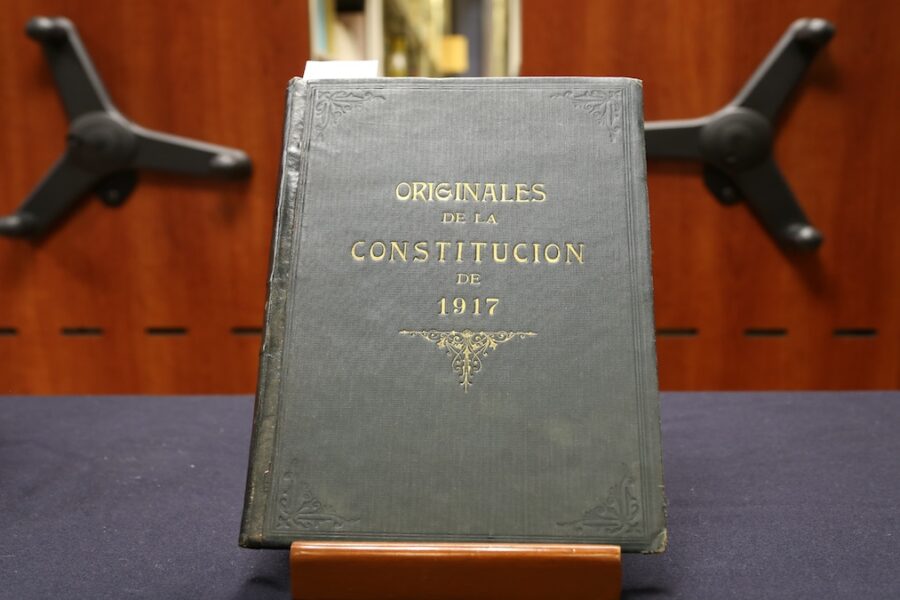 ORIGINALES
DE LA
CONSTITUCION
DE
1917